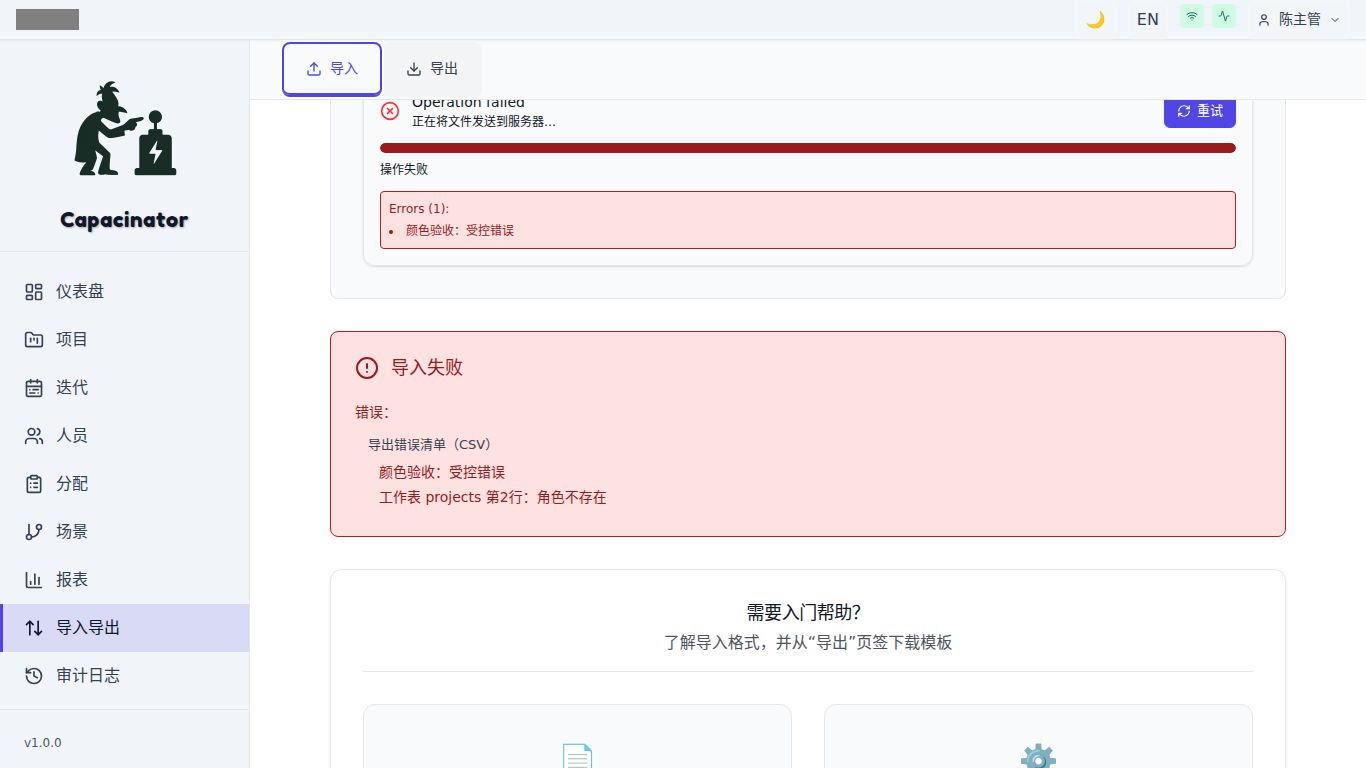 EN
陈主管
导入
导出
Capacinator
仪表盘
项目
迭代
人员
分配
场景
报表
导入导出
审计日志
v1.0.0
Operation failed
正在将文件发送到服务器...
重试
操作失败
Errors (1):
颜色验收：受控错误
导入失败
错误：
导出错误清单（CSV）
颜色验收：受控错误
工作表 projects 第2行：角色不存在
需要入门帮助？
了解导入格式，并从“导出”页签下载模板